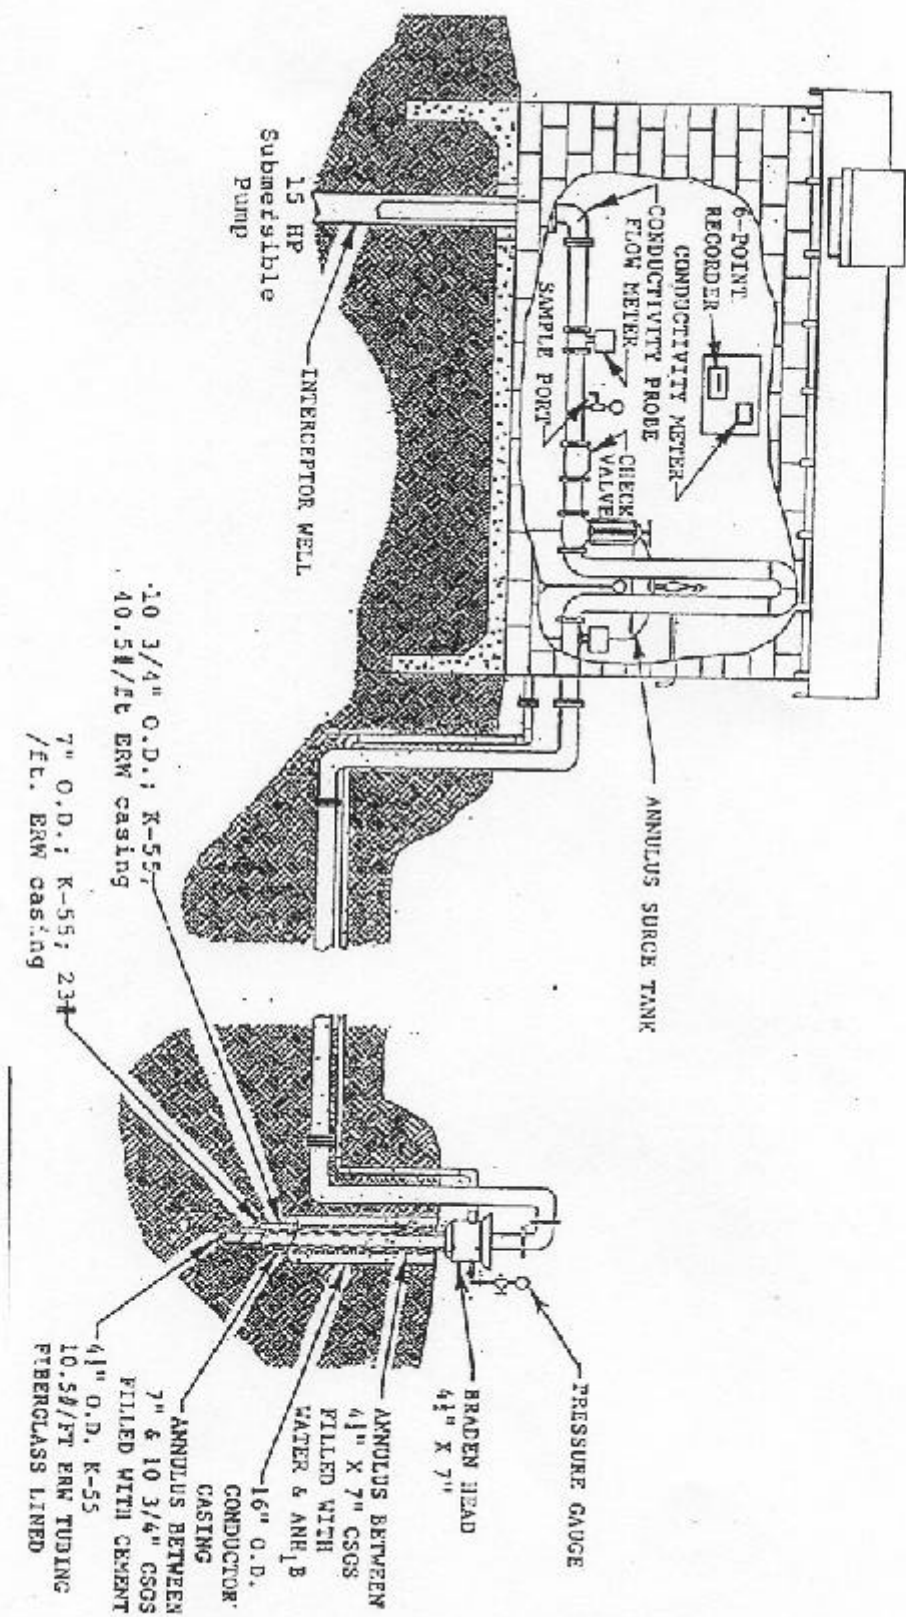 6-POINT
RECORDER
CONDUCTIVITY METER
CONDUCTIVITY PROBE
FLOW METER
SAMPLE PORT
CHECK
VALVE
ANNULUS SURGE TANK
15 HP
Submersible
Pump
INTERCEPTOR WELL
10 3/4" O.D.; K-55,
40.5#/ft ERW casing
7" O.D.; K-55; 23#
/ft. ERW casing
PRESSURE GAUGE
BRADEN HEAD
4½" X 7"
ANNULUS BETWEEN
4½" X 7" CSGS
FILLED WITH
WATER & ANH, B
16" O.D.
CONDUCTOR
CASING
ANNULUS BETWEEN
7" & 10 3/4" CSGS
FILLED WITH CEMENT
4½" O.D. K-55
10.5#/FT ERW TUBING
FIBERGLASS LINED